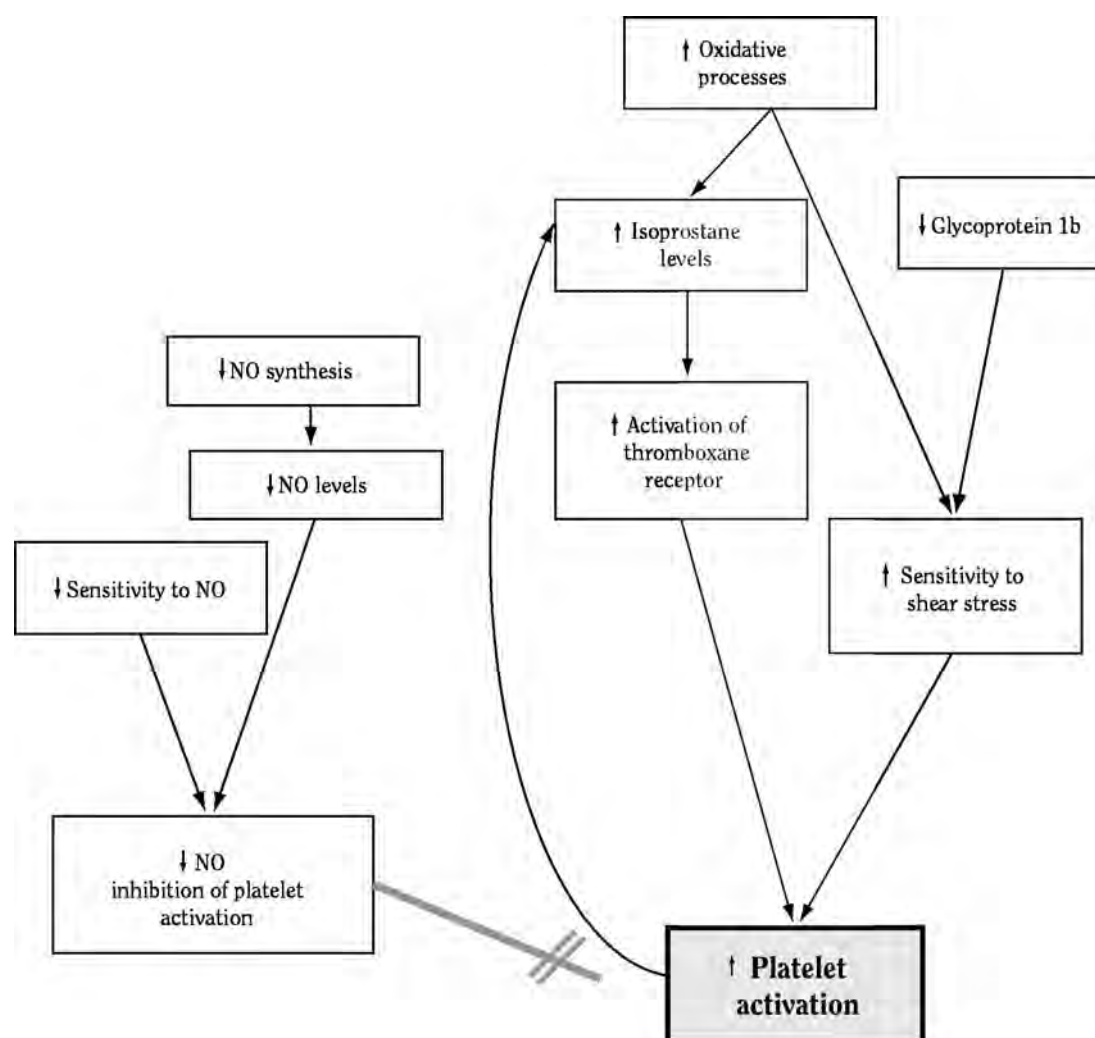 ↑ Oxidative
processes
↑ Isoprostane
levels
↓ Glycoprotein 1b
↓ NO synthesis
↑ Activation of
thromboxane
receptor
↓ NO levels
↓ Sensitivity to NO
↑ Sensitivity to
shear stress
↓ NO
inhibition of platelet
activation
↑ Platelet
activation